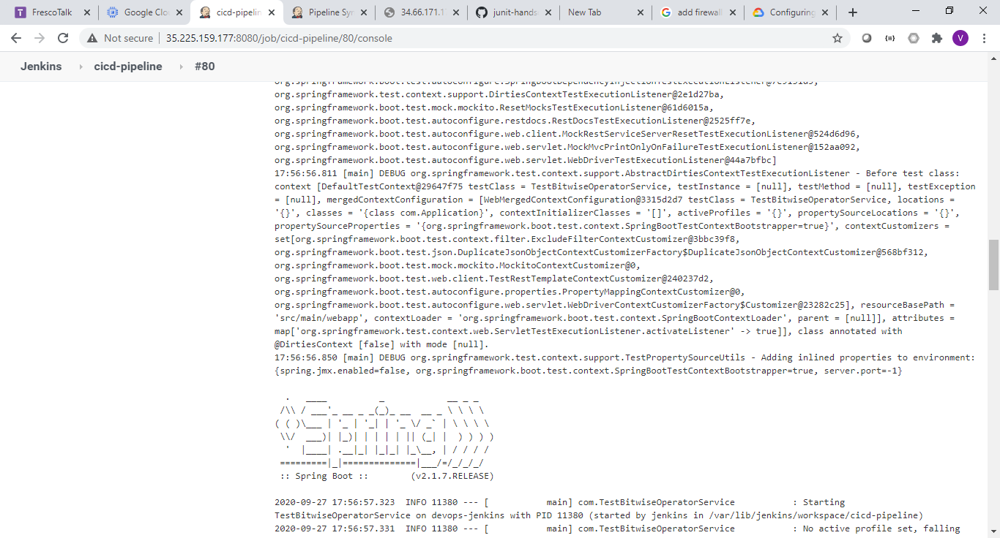 FrescoTalk
Google Clo
cicd-pipelin
Pipeline Syn
34.66.171.1
junit-hands
New Tab
add firewall
Configuring
Not secure 35.225.159.177:8080/job/cicd-pipeline/80/console
V
Jenkins cicd-pipeline #80
org.springframework.test.context.support.DirtiesContextTestExecutionListener@2e1d27ba,
org.springframework.boot.test.mock.mockito.ResetMocksTestExecutionListener@61d6015a,
org.springframework.boot.test.autoconfigure.restdocs.RestDocsTestExecutionListener@2525ff7e,
org.springframework.boot.test.autoconfigure.web.client.MockRestServiceServerResetTestExecutionListener@524d6d96,
org.springframework.boot.test.autoconfigure.web.servlet.MockMvcPrintOnlyOnFailureTestExecutionListener@152aa092,
org.springframework.boot.test.autoconfigure.web.servlet.WebDriverTestExecutionListener@44a7bfbc]
17:56:56.811 [main] DEBUG org.springframework.test.context.support.AbstractDirtiesContextTestExecutionListener - Before test class:
context [DefaultTestContext@29647f75 testClass = TestBitwiseOperatorService, testInstance = [null], testMethod = [null], testException
= [null], mergedContextConfiguration = [WebMergedContextConfiguration@3315d2d7 testClass = TestBitwiseOperatorService, locations =
'{}', classes = '{class com.Application}', contextInitializerClasses = '[]', activeProfiles = '{}', propertySourceLocations = '{}',
propertySourceProperties = '{org.springframework.boot.test.context.SpringBootTestContextBootstrapper=true}', contextCustomizers =
set[org.springframework.boot.test.context.filter.ExcludeFilterContextCustomizer@3bbc39f8,
org.springframework.boot.test.json.DuplicateJsonObjectContextCustomizerFactory$DuplicateJsonObjectContextCustomizer@568bf312,
org.springframework.boot.test.mock.mockito.MockitoContextCustomizer@0,
org.springframework.boot.test.web.client.TestRestTemplateContextCustomizer@240237d2,
org.springframework.boot.test.autoconfigure.properties.PropertyMappingContextCustomizer@0,
org.springframework.boot.test.autoconfigure.web.servlet.WebDriverContextCustomizerFactory$Customizer@23282c25], resourceBasePath =
'src/main/webapp', contextLoader = 'org.springframework.boot.test.context.SpringBootContextLoader', parent = [null]], attributes =
map['org.springframework.test.context.web.ServletTestExecutionListener.activateListener' -> true]], class annotated with
@DirtiesContext [false] with mode [null].
17:56:56.850 [main] DEBUG org.springframework.test.context.support.TestPropertySourceUtils - Adding inlined properties to environment:
{spring.jmx.enabled=false, org.springframework.boot.test.context.SpringBootTestContextBootstrapper=true, server.port=-1}
Spring
:: Spring Boot :: (v2.1.7.RELEASE)
2020-09-27 17:56:57.323 INFO 11380 --- [ main] com.TestBitwiseOperatorService : Starting
TestBitwiseOperatorService on devops-jenkins with PID 11380 (started by jenkins in /var/lib/jenkins/workspace/cicd-pipeline)
2020-09-27 17:56:57.331 INFO 11380 --- [ main] com.TestBitwiseOperatorService : No active profile set, falling